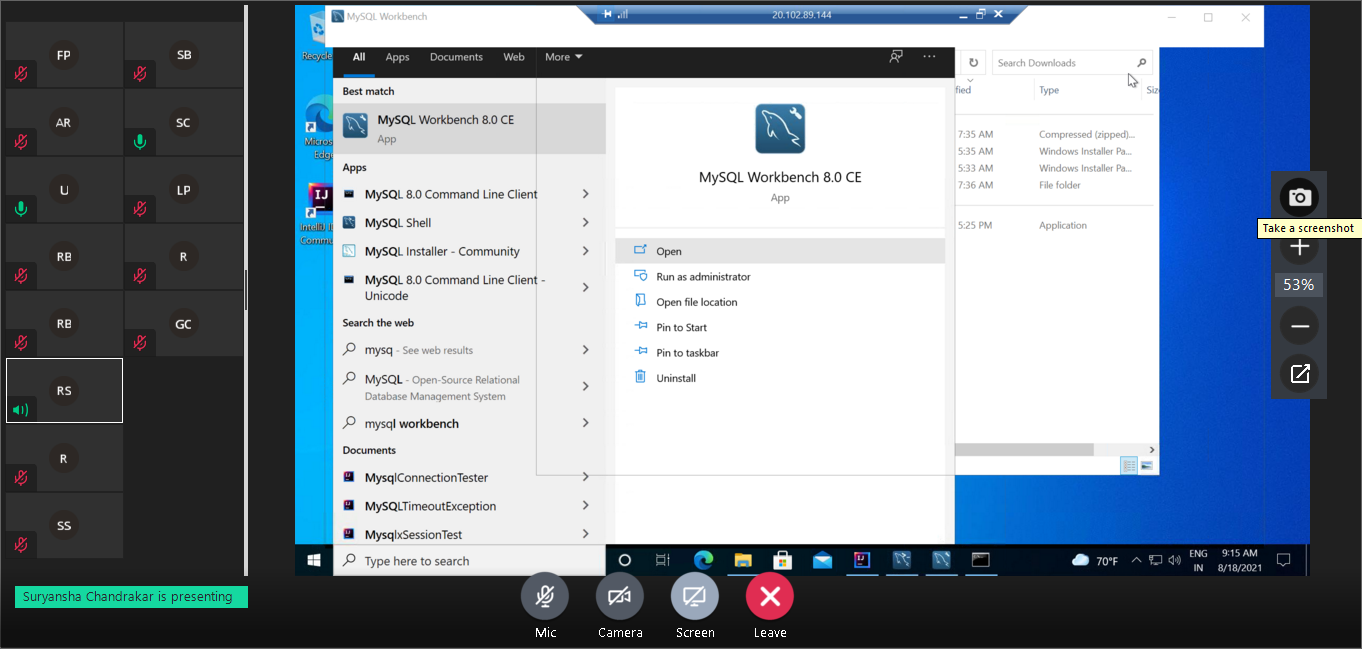 FP
SB
AR
SC
U
LP
RB
R
RB
GC
RS
R
SS
Suryansha Chandrakar is presenting
MySQL Workbench
20.102.89.144
Recycle
Micros
Edge
IJ
IntelliJ ID
Commu
All Apps Documents Web More
Best match
MySQL Workbench 8.0 CE
App
Apps
MySQL 8.0 Command Line Client
MySQL Shell
MySQL Installer - Community
MySQL 8.0 Command Line Client -
Unicode
Search the web
mysq - See web results
MySQL - Open-Source Relational
Database Management System
mysql workbench
Documents
MysqlConnectionTester
MySQLTimeoutException
MysqlxSessionTest
Type here to search
MySQL Workbench 8.0 CE
App
Open
Run as administrator
Open file location
Pin to Start
Pin to taskbar
Uninstall
Search Downloads
fied Type Siz
7:35 AM Compressed (zipped)...
5:35 AM Windows Installer Pa...
5:33 AM Windows Installer Pa...
7:36 AM File folder
5:25 PM Application
70°F
ENG
IN
9:15 AM
8/18/2021
Take a screenshot
53%
Mic
Camera
Screen
Leave